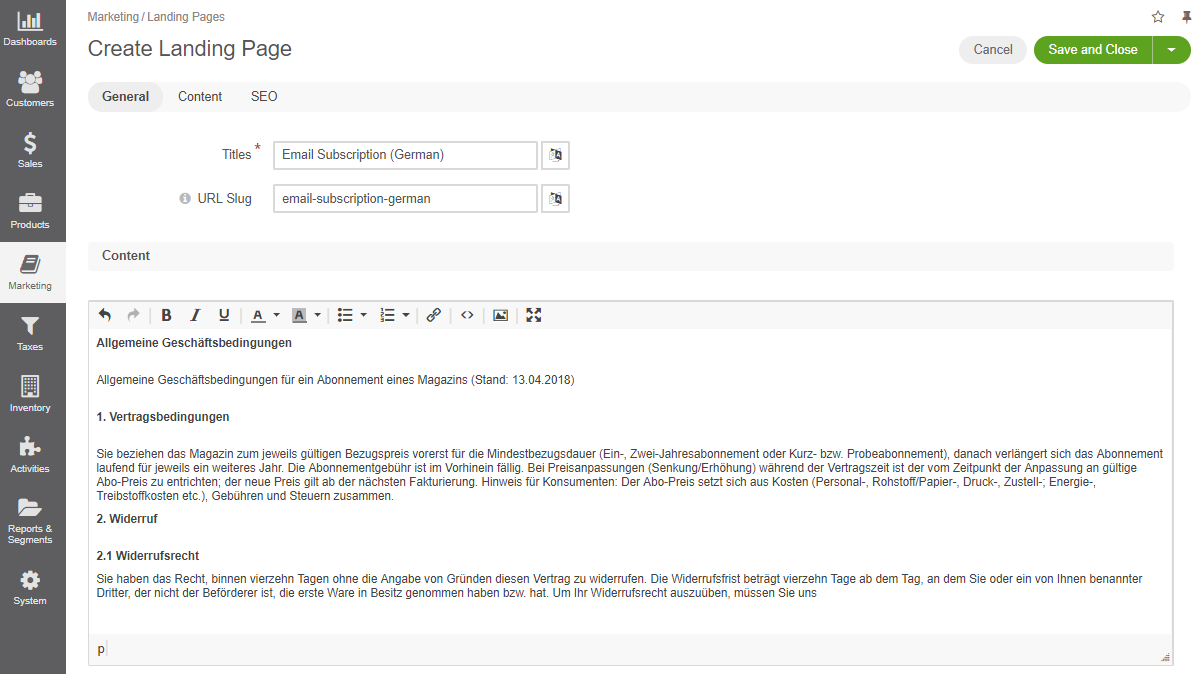 Dashboards
Customers
Sales
Products
Marketing
Taxes
Inventory
Activities
Reports &
Segments
System
Marketing / Landing Pages
Create Landing Page
Cancel
Save and Close
General
Content
SEO
Titles *
Email Subscription (German)
URL Slug
email-subscription-german
Content
B I U A A
Allgemeine Geschäftsbedingungen
Allgemeine Geschäftsbedingungen für ein Abonnement eines Magazins (Stand: 13.04.2018)
1. Vertragsbedingungen
Sie beziehen das Magazin zum jeweils gültigen Bezugspreis vorerst für die Mindestbezugsdauer (Ein-, Zwei-Jahresabonnement oder Kurz- bzw. Probeabonnement), danach verlängert sich das Abonnement
laufend für jeweils ein weiteres Jahr. Die Abonnementgebühr ist im Vorhinein fällig. Bei Preisanpassungen (Senkung/Erhöhung) während der Vertragszeit ist der vom Zeitpunkt der Anpassung an gültige
Abo-Preis zu entrichten; der neue Preis gilt ab der nächsten Fakturierung. Hinweis für Konsumenten: Der Abo-Preis setzt sich aus Kosten (Personal-, Rohstoff/Papier-, Druck-, Zustell-; Energie-,
Treibstoffkosten etc.), Gebühren und Steuern zusammen.
2. Widerruf
2.1 Widerrufsrecht
Sie haben das Recht, binnen vierzehn Tagen ohne die Angabe von Gründen diesen Vertrag zu widerrufen. Die Widerrufsfrist beträgt vierzehn Tage ab dem Tag, an dem Sie oder ein von Ihnen benannter
Dritter, der nicht der Beförderer ist, die erste Ware in Besitz genommen haben bzw. hat. Um Ihr Widerrufsrecht auszuüben, müssen Sie uns
p